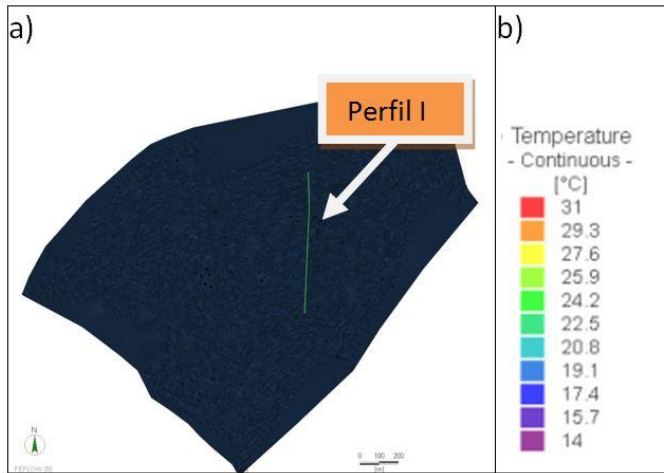 a)
b)
Perfil I
Temperature
- Continuous -
[°C]
31
29.3
27.6
25.9
24.2
22.5
20.8
19.1
17.4
15.7
14
N
FEFLOW (R)
0 100 200
[m]